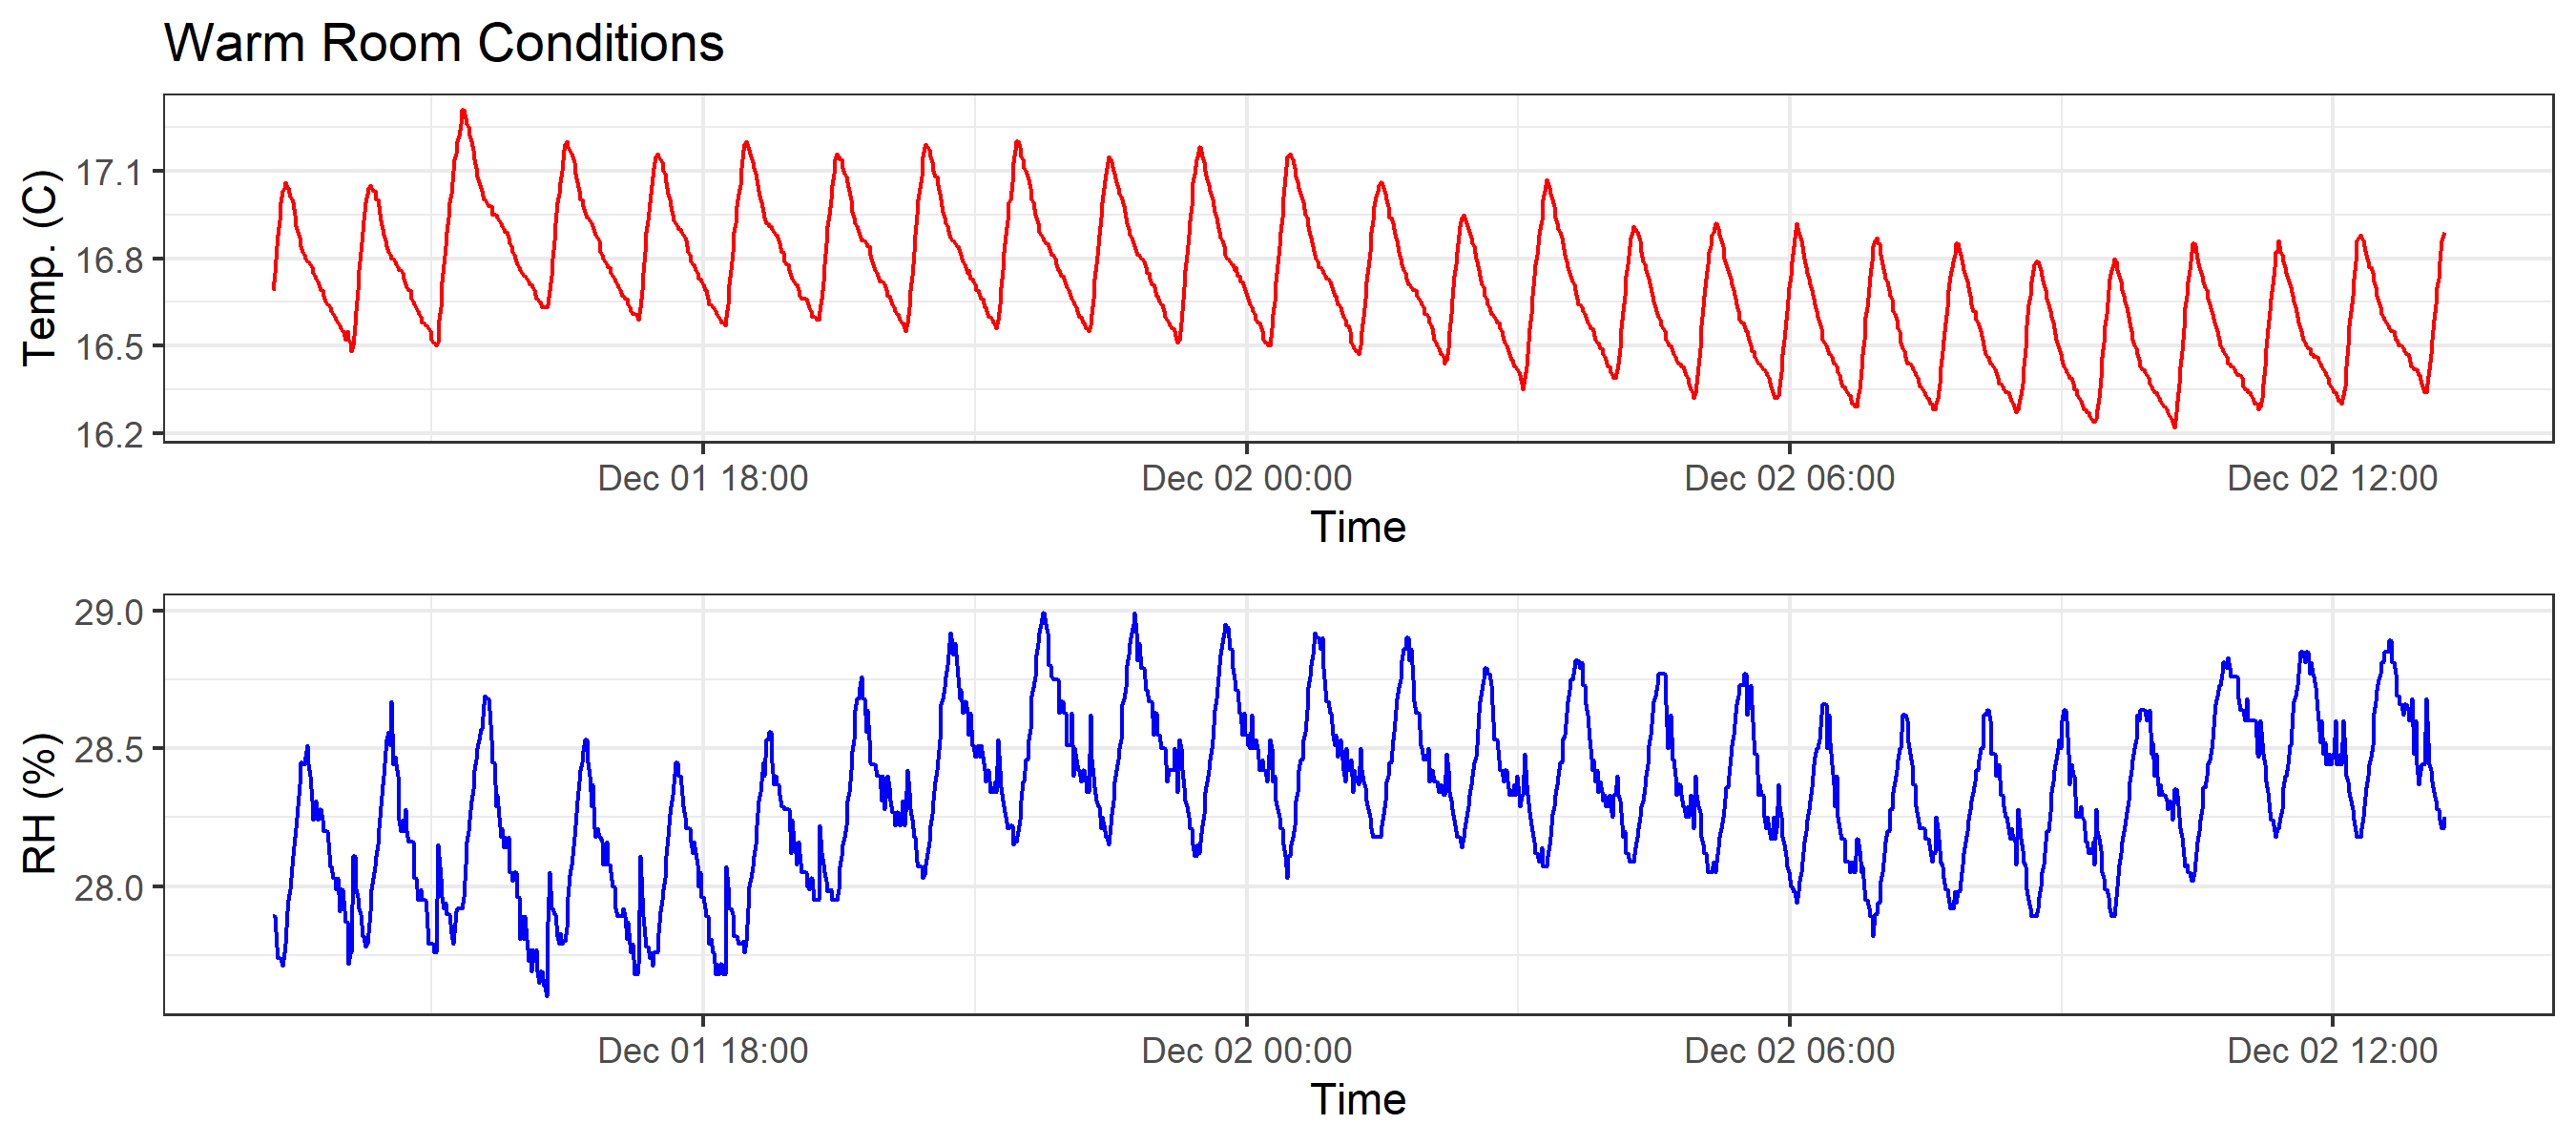 Warm Room Conditions
Temp. (C)
17.1
16.8
16.5
16.2
Dec 01 18:00 Dec 02 00:00 Dec 02 06:00 Dec 02 12:00
Time
RH (%)
29.0
28.5
28.0
Dec 01 18:00 Dec 02 00:00 Dec 02 06:00 Dec 02 12:00
Time